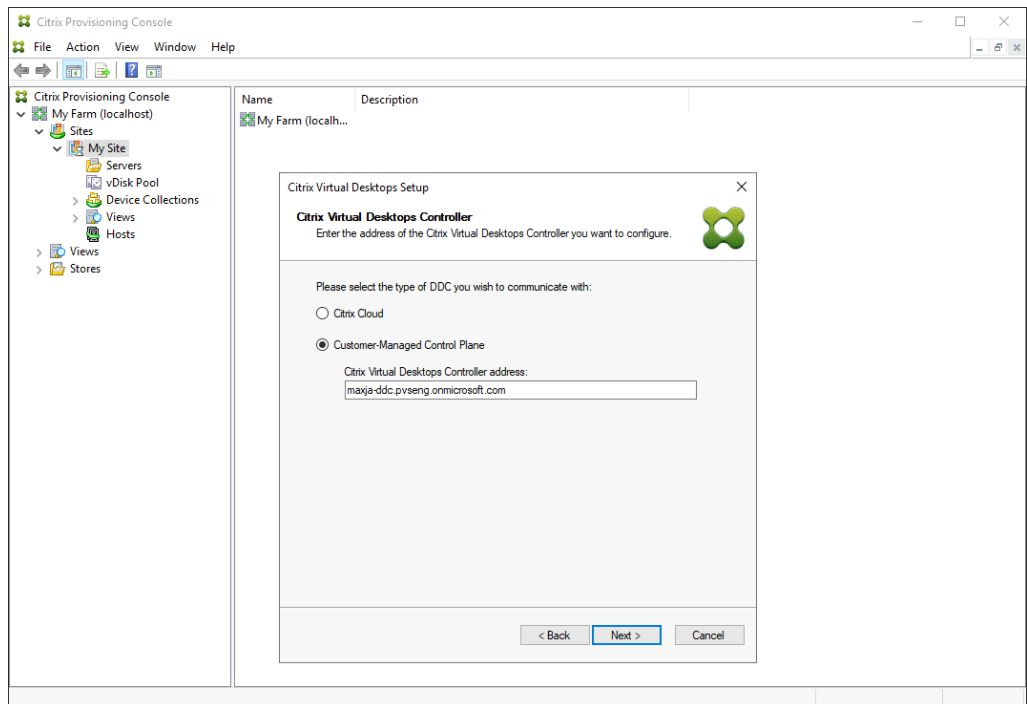 Citrix Provisioning Console
File Action View Window Help
Citrix Provisioning Console
My Farm (localhost)
Sites
My Site
Servers
vDisk Pool
Device Collections
Views
Hosts
Views
Stores
Name Description
My Farm (localh...
Citrix Virtual Desktops Setup
Citrix Virtual Desktops Controller
Enter the address of the Citrix Virtual Desktops Controller you want to configure.
Please select the type of DDC you wish to communicate with:
Citrix Cloud
Customer-Managed Control Plane
Citrix Virtual Desktops Controller address:
maxja-ddc.pvseng.onmicrosoft.com
< Back Next > Cancel